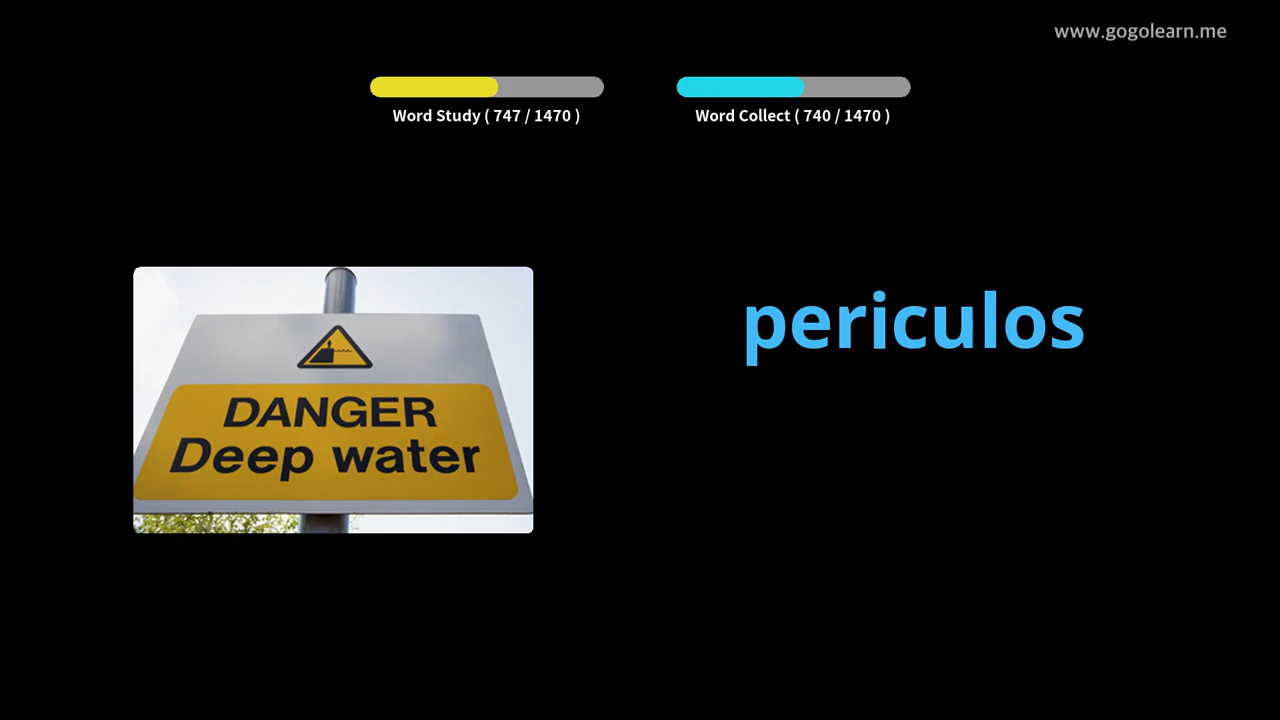 www.gogolearn.me
Word Study ( 747 / 1470 )
Word Collect ( 740 / 1470 )
periculos
DANGER
Deep water